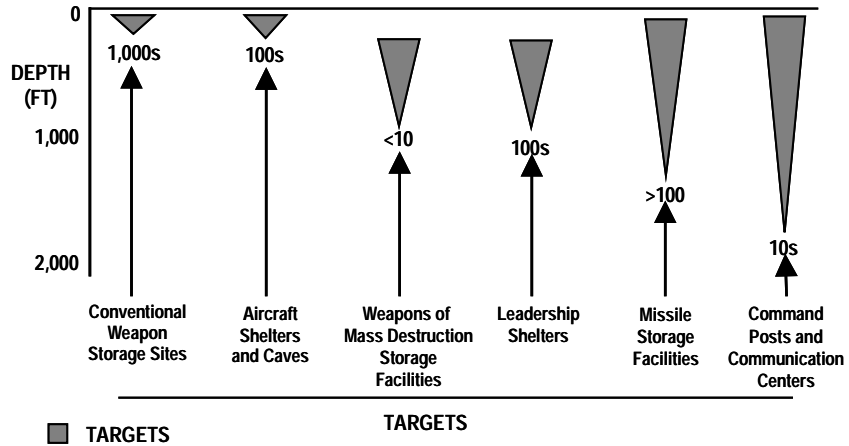 0
1,000s
100s
DEPTH
(FT)
1,000
<10
100s
>100
10s
2,000
Conventional
Weapon
Storage Sites
Aircraft
Shelters
and Caves
Weapons of
Mass Destruction
Storage
Facilities
Leadership
Shelters
Missile
Storage
Facilities
Command
Posts and
Communication
Centers
TARGETS
TARGETS